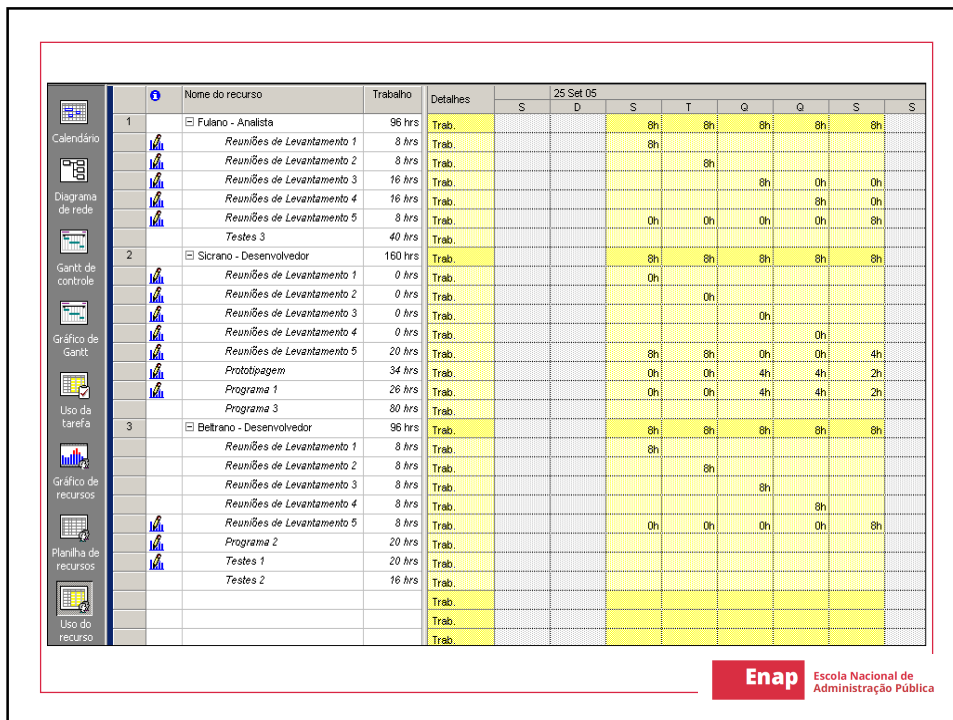 Nome do recurso Trabalho Detalhes 25 Set 05
S D S T Q Q S S
1 Fulano - Analista 96 hrs Trab. 8h 8h 8h 8h 8h
Reuniões de Levantamento 1 8 hrs Trab. 8h
Reuniões de Levantamento 2 8 hrs Trab. 8h
Reuniões de Levantamento 3 16 hrs Trab. 8h 0h 0h
Reuniões de Levantamento 4 16 hrs Trab. 8h 0h
Reuniões de Levantamento 5 8 hrs Trab. 0h 0h 0h 0h 8h
Testes 3 40 hrs Trab.
2 Sicrano - Desenvolvedor 160 hrs Trab. 8h 8h 8h 8h 8h
Reuniões de Levantamento 1 0 hrs Trab. 0h
Reuniões de Levantamento 2 0 hrs Trab. 0h
Reuniões de Levantamento 3 0 hrs Trab. 0h
Reuniões de Levantamento 4 0 hrs Trab. 0h
Reuniões de Levantamento 5 20 hrs Trab. 8h 8h 0h 0h 4h
Prototipagem 34 hrs Trab. 0h 0h 4h 4h 2h
Programa 1 26 hrs Trab. 0h 0h 4h 4h 2h
Programa 3 80 hrs Trab.
3 Beltrano - Desenvolvedor 96 hrs Trab. 8h 8h 8h 8h 8h
Reuniões de Levantamento 1 8 hrs Trab. 8h
Reuniões de Levantamento 2 8 hrs Trab. 8h
Reuniões de Levantamento 3 8 hrs Trab. 8h
Reuniões de Levantamento 4 8 hrs Trab. 8h
Reuniões de Levantamento 5 8 hrs Trab. 0h 0h 0h 0h 8h
Programa 2 20 hrs Trab.
Testes 1 20 hrs Trab.
Testes 2 16 hrs Trab.
Trab.
Trab.
Trab.
Calendário
Diagrama
de rede
Gantt de
controle
Gráfico de
Gantt
Uso da
tarefa
Gráfico de
recursos
Planilha de
recursos
Uso do
recurso
Enap
Escola Nacional de
Administração Pública